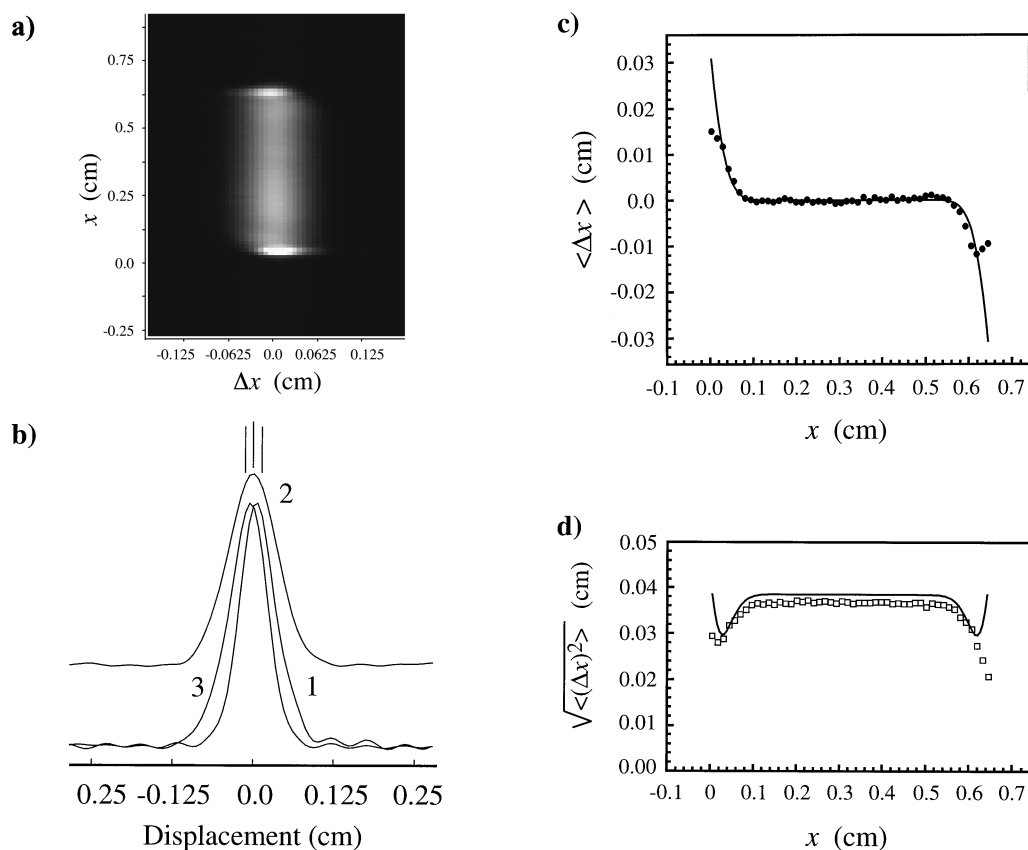 a)
0.75
0.5
0.25
0.0
-0.25
x (cm)
-0.125 -0.0625 0.0 0.0625 0.125
Δx (cm)
b)
2
3 1
0.25 -0.125 0.0 0.125 0.25
Displacement (cm)
c)
0.03
0.02
0.01
0.0
-0.01
-0.02
-0.03
<Δx> (cm)
-0.1 0.0 0.1 0.2 0.3 0.4 0.5 0.6 0.7
x (cm)
d)
0.05
0.04
0.03
0.02
0.01
0.00
√<(Δx)²> (cm)
-0.1 0 0.1 0.2 0.3 0.4 0.5 0.6 0.7
x (cm)